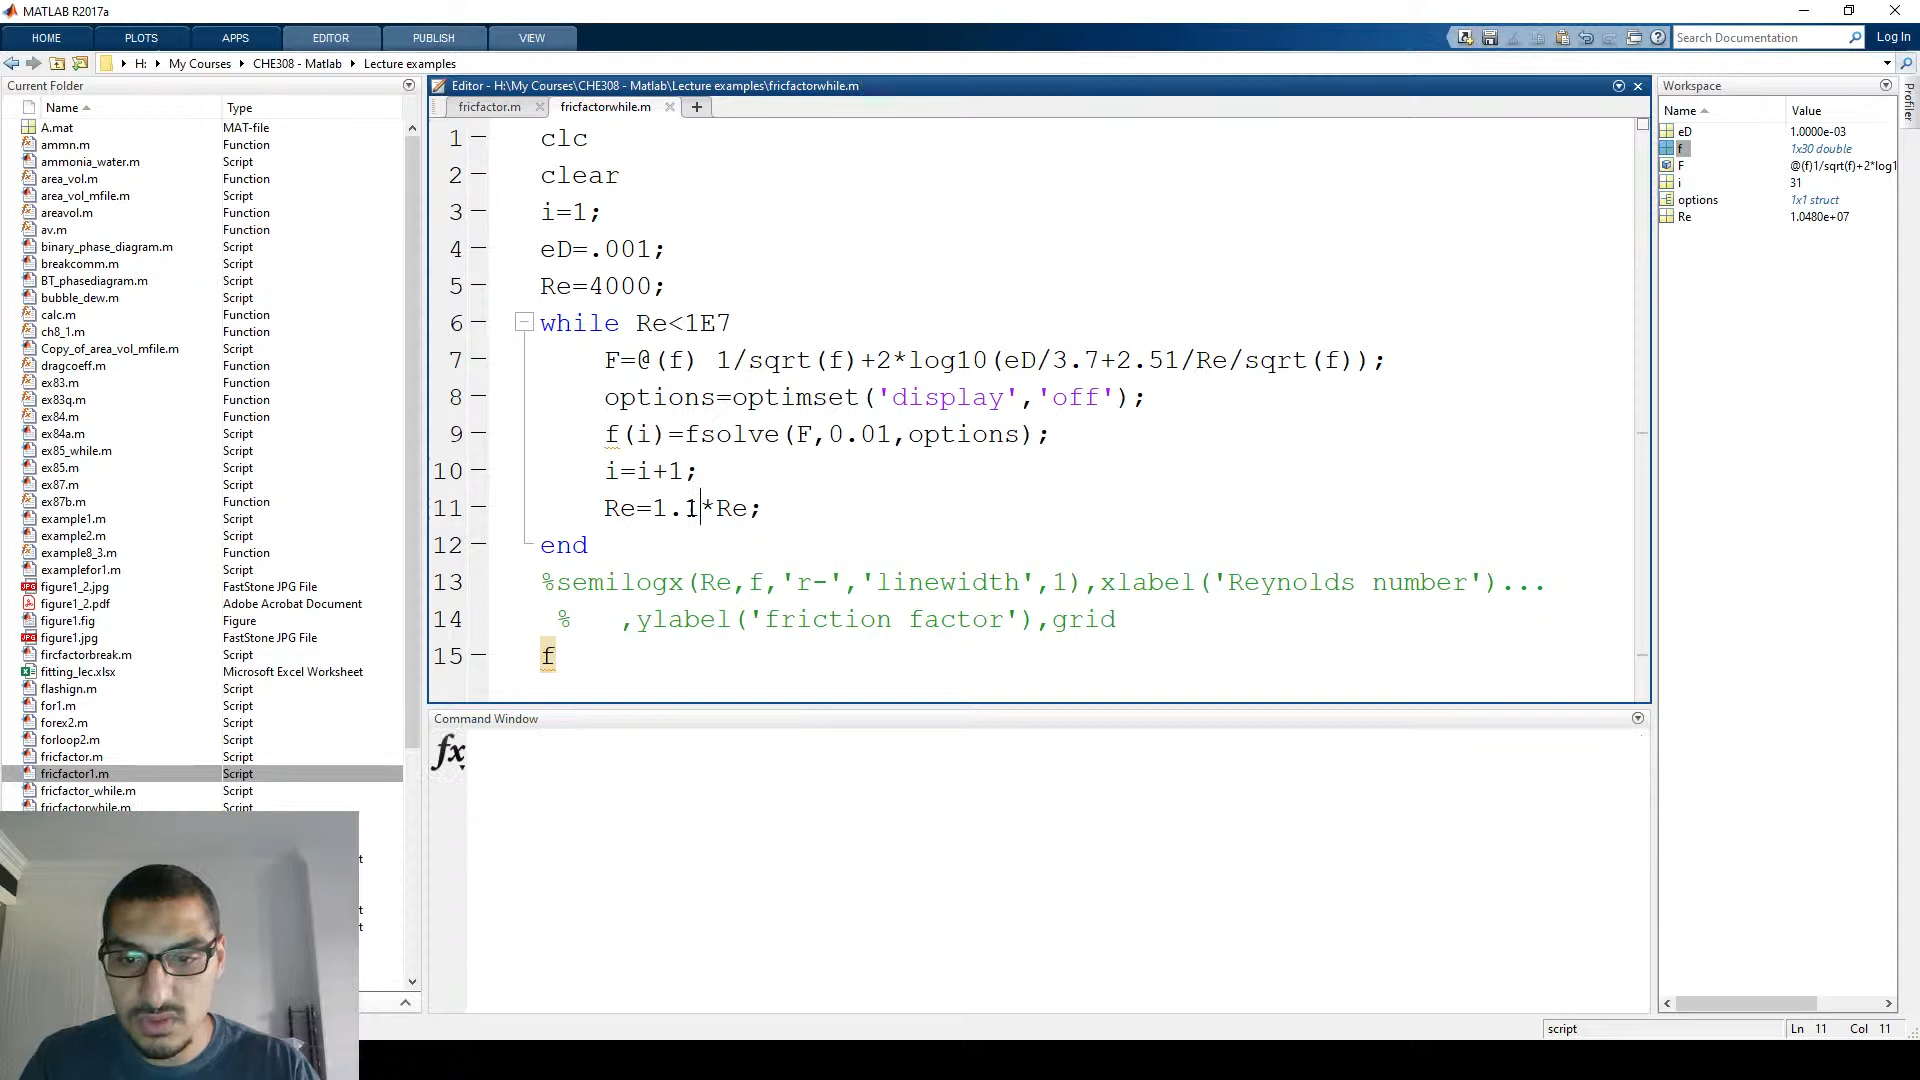 MATLAB R2017a
HOME PLOTS APPS EDITOR PUBLISH VIEW Search Documentation Log In
H: My Courses CHE308 - Matlab Lecture examples
Current Folder
Name Type
A.mat MAT-file
ammn.m Function
ammonia_water.m Script
area_vol.m Function
area_vol_mfile.m Script
areavol.m Function
av.m Function
binary_phase_diagram.m Script
breakcomm.m Script
BT_phasediagram.m Script
bubble_dew.m Script
calc.m Function
ch8_1.m Function
Copy_of_area_vol_mfile.m Script
dragcoeff.m Function
ex83.m Function
ex83q.m Function
ex84.m Function
ex84a.m Script
ex85_while.m Script
ex85.m Script
ex87.m Script
ex87b.m Function
example1.m Script
example2.m Script
example8_3.m Function
examplefor1.m Script
figure1_2.jpg FastStone JPG File
figure1_2.pdf Adobe Acrobat Document
figure1.fig Figure
figure1.jpg FastStone JPG File
fircfactorbreak.m Script
fitting_lec.xlsx Microsoft Excel Worksheet
flashign.m Script
for1.m Script
forex2.m Script
forloop2.m Script
fricfactor.m Script
fricfactor1.m Script
fricfactor_while.m Script
fricfactorwhile.m Script
Editor - H:\My Courses\CHE308 - Matlab\Lecture examples\fricfactorwhile.m
fricfactor.m fricfactorwhile.m
1 clc
2 clear
3 i=1;
4 eD=.001;
5 Re=4000;
6 while Re<1E7
7 F=@(f) 1/sqrt(f)+2*log10(eD/3.7+2.51/Re/sqrt(f));
8 options=optimset('display','off');
9 f(i)=fsolve(F,0.01,options);
10 i=i+1;
11 Re=1.1*Re;
12 end
13 %semilogx(Re,f,'r-','linewidth',1),xlabel('Reynolds number')...
14 % ,ylabel('friction factor'),grid
15 f
Command Window
fx
Workspace
Name Value
eD 1.0000e-03
f 1x30 double
F @(f)1/sqrt(f)+2*log1
i 31
options 1x1 struct
Re 1.0480e+07
Profiler
script Ln 11 Col 11